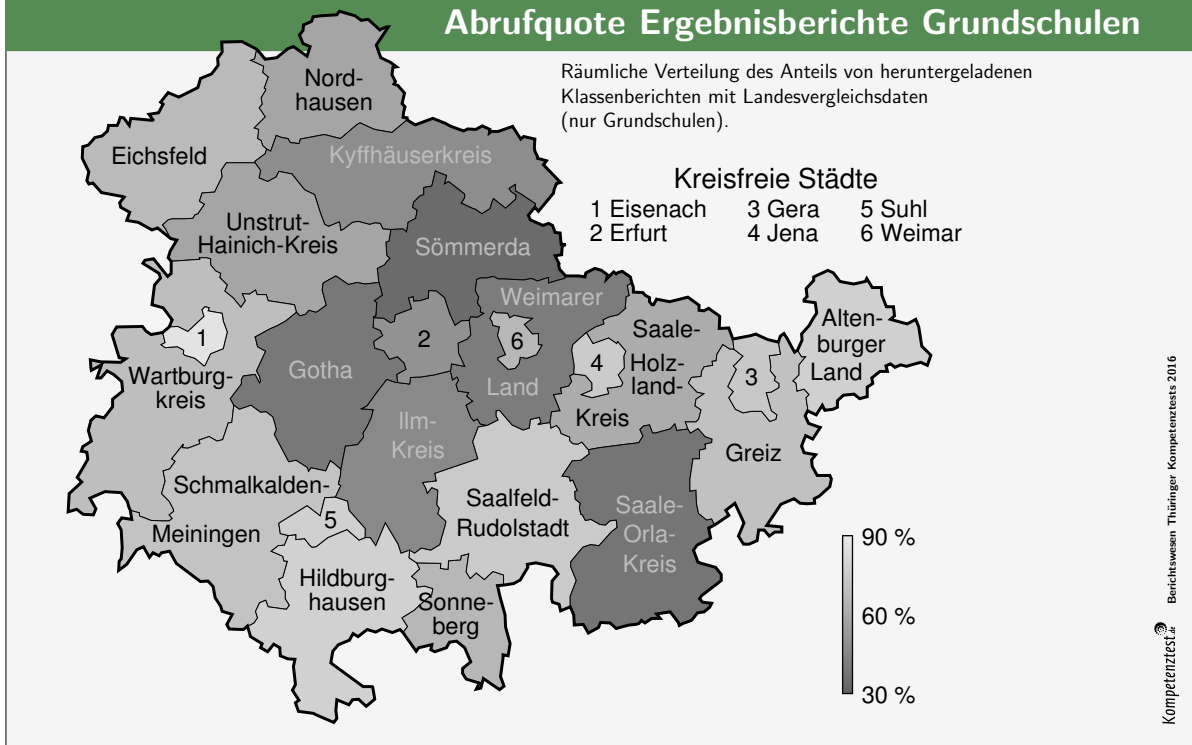 Abrufquote Ergebnisberichte Grundschulen
Räumliche Verteilung des Anteils von heruntergeladenen
Klassenberichten mit Landesvergleichsdaten
(nur Grundschulen).
Kreisfreie Städte
1 Eisenach 3 Gera 5 Suhl
2 Erfurt 4 Jena 6 Weimar
Nord-
hausen
Eichsfeld
Kyffhäuserkreis
Unstrut-
Hainich-Kreis
Sömmerda
Weimarer
Land
1
2
6
4
3
5
Saale-
Holz-
land-
Kreis
Alten-
burger
Land
Gotha
Wartburg-
kreis
Ilm-
Kreis
Greiz
Schmalkalden-
Meiningen
Saalfeld-
Rudolstadt
Saale-
Orla-
Kreis
Hildburg-
hausen
Sonne-
berg
90 %
60 %
30 %
Kompetenztest.de
Berichtswesen Thüringer Kompetenztests 2016